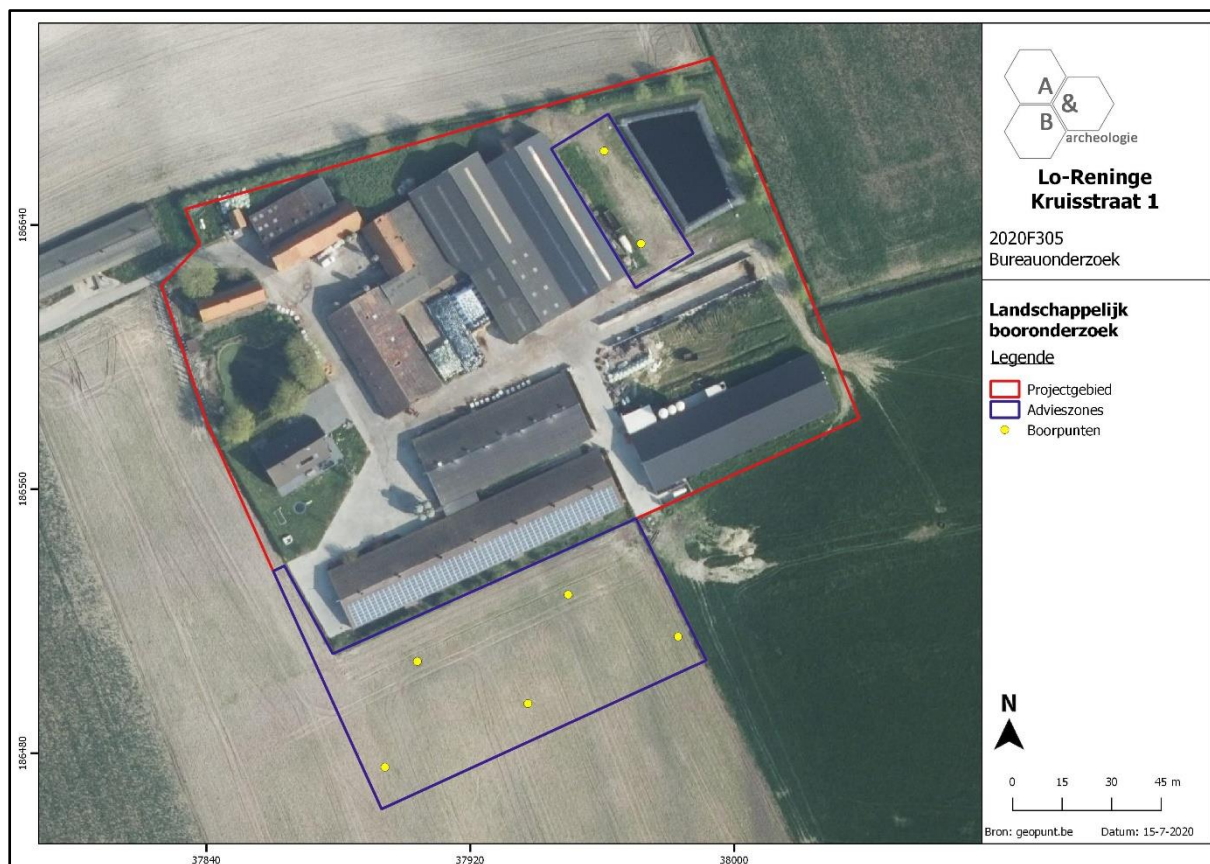 A
&
B
archeologie
Lo-Reninge
Kruisstraat 1
2020F305
Bureauonderzoek
Landschappelijk
booronderzoek
Legende
Projectgebied
Advieszones
Boorpunten
N
0 15 30 45 m
Bron: geopunt.be Datum: 15-7-2020
186640
186560
186480
37840 37920 38000